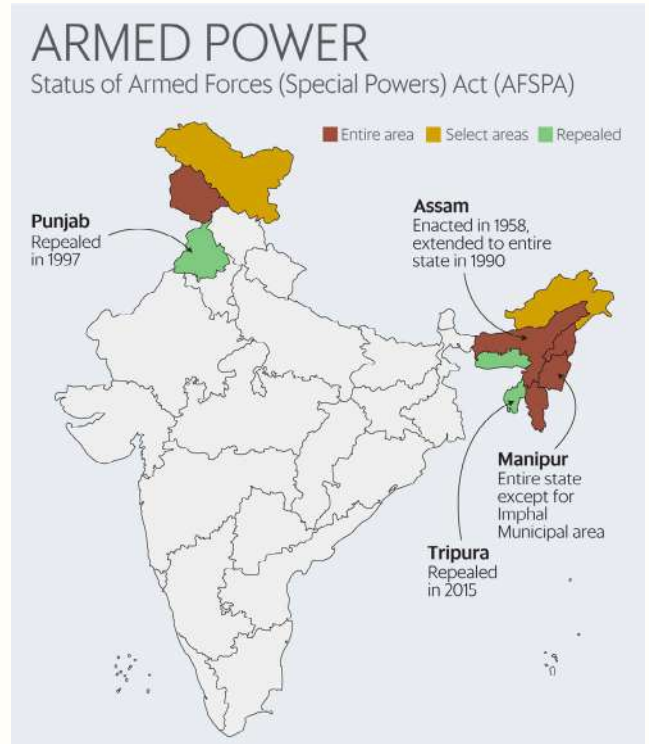 ARMED POWER
Status of Armed Forces (Special Powers) Act (AFSPA)
Entire area Select areas Repealed
Punjab
Repealed
in 1997
Assam
Enacted in 1958,
extended to entire
state in 1990
Manipur
Entire state
except for
Imphal
Municipal area
Tripura
Repealed
in 2015